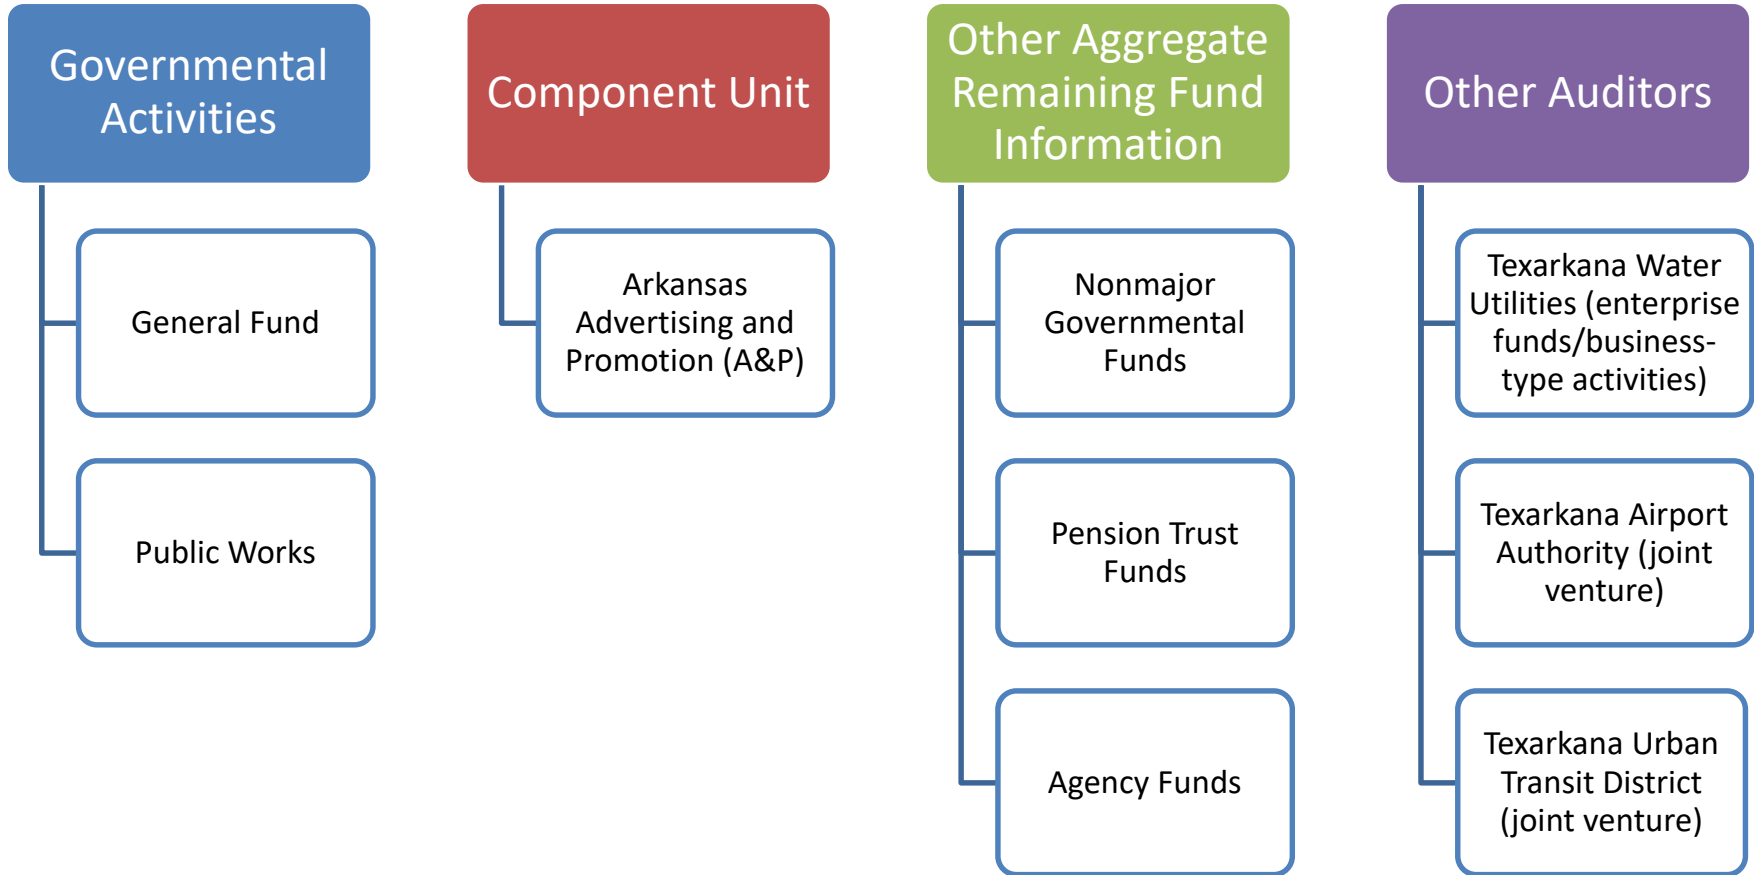 Governmental
Activities
General Fund
Public Works
Component Unit
Arkansas
Advertising and
Promotion (A&P)
Other Aggregate
Remaining Fund
Information
Nonmajor
Governmental
Funds
Pension Trust
Funds
Agency Funds
Other Auditors
Texarkana Water
Utilities (enterprise
funds/business-
type activities)
Texarkana Airport
Authority (joint
venture)
Texarkana Urban
Transit District
(joint venture)